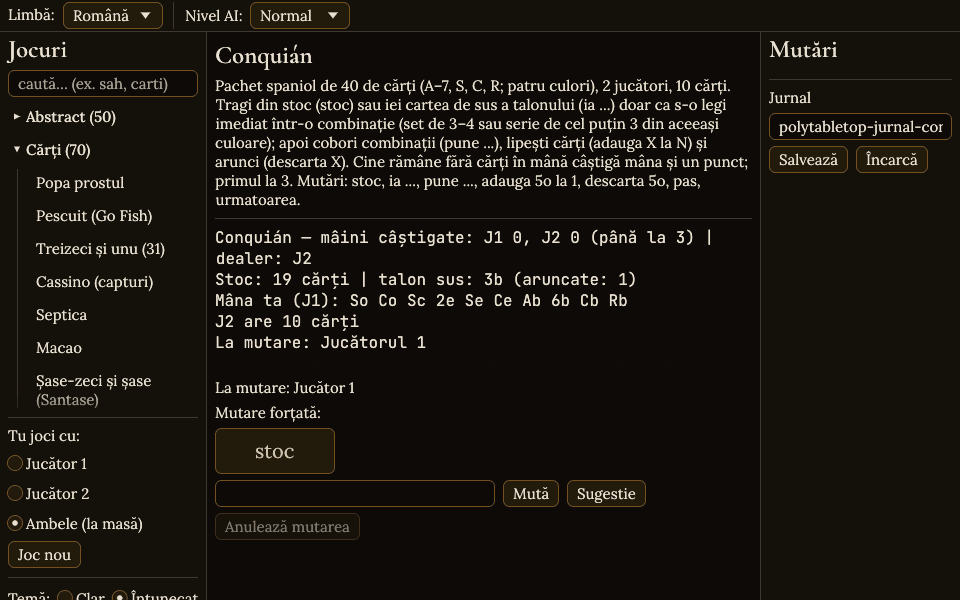 Limbă: Română ▼ Nivel AI: Normal ▼
Jocuri
caută... (ex. sah, carti)
▸ Abstract (50)
▾ Cărți (70)
Popa prostul
Pescuit (Go Fish)
Treizeci și unu (31)
Cassino (capturi)
Septica
Macao
Șase-zeci și șase
(Santase)
Tu joci cu:
Jucător 1
Jucător 2
Ambele (la masă)
Joc nou
Temă: Clar Întunecat
Conquián
Pachet spaniol de 40 de cărți (A–7, S, C, R; patru culori), 2 jucători, 10 cărți.
Tragi din stoc (stoc) sau iei cartea de sus a talonului (ia ...) doar ca s-o legi
imediat într-o combinație (set de 3–4 sau serie de cel puțin 3 din aceeași
culoare); apoi cobori combinații (pune ...), lipești cărți (adauga X la N) și
arunci (descarta X). Cine rămâne fără cărți în mână câștigă mâna și un punct;
primul la 3. Mutări: stoc, ia ..., pune ..., adauga 5o la 1, descarta 5o, pas,
urmatoarea.
Conquián — mâini câștigate: J1 0, J2 0 (până la 3) |
dealer: J2
Stoc: 19 cărți | talon sus: 3b (aruncate: 1)
Mâna ta (J1): So Co Sc 2e Se Ce Ab 6b Cb Rb
J2 are 10 cărți
La mutare: Jucătorul 1
La mutare: Jucător 1
Mutare forțată:
stoc
Mută Sugestie
Anulează mutarea
Mutări
Jurnal
polytabletop-jurnal-cor
Salvează Încarcă